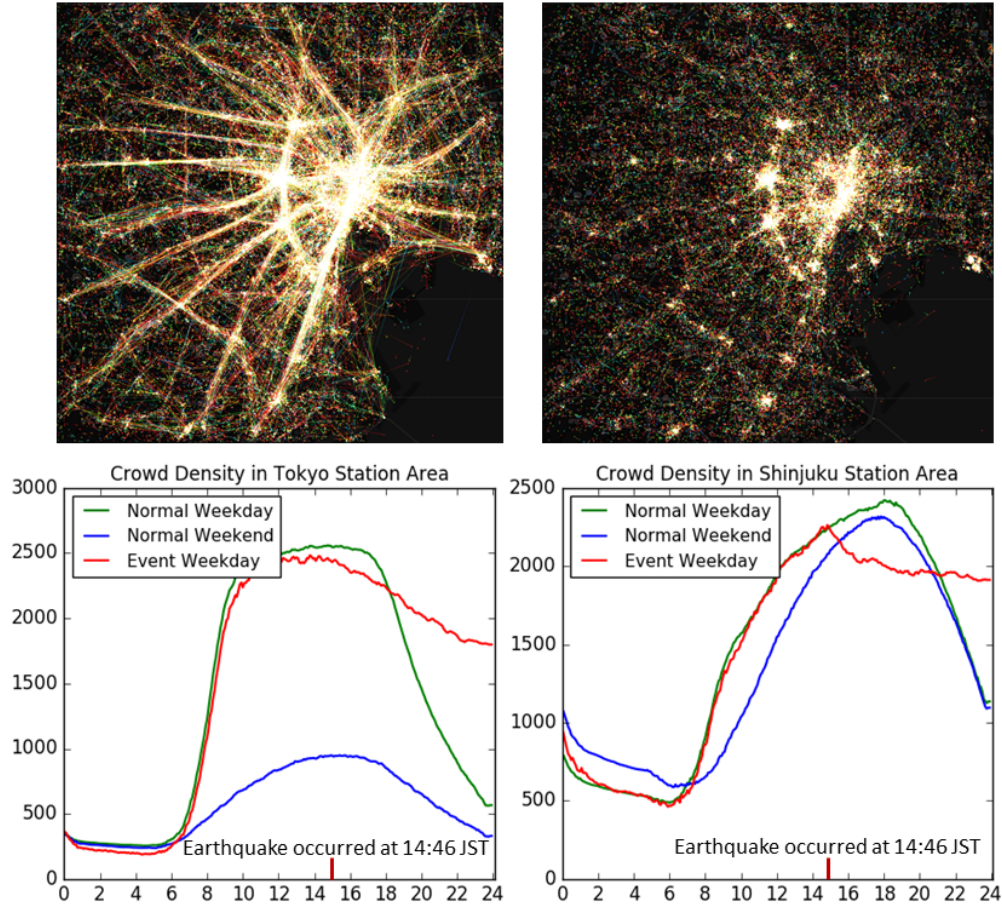 Crowd Density in Tokyo Station Area
3000
2500
2000
1500
1000
500
0
Normal Weekday
Normal Weekend
Event Weekday
Earthquake occurred at 14:46 JST
0 2 4 6 8 10 12 14 16 18 20 22 24
Crowd Density in Shinjuku Station Area
2500
2000
1500
1000
500
0
Normal Weekday
Normal Weekend
Event Weekday
Earthquake occurred at 14:46 JST
0 2 4 6 8 10 12 14 16 18 20 22 24